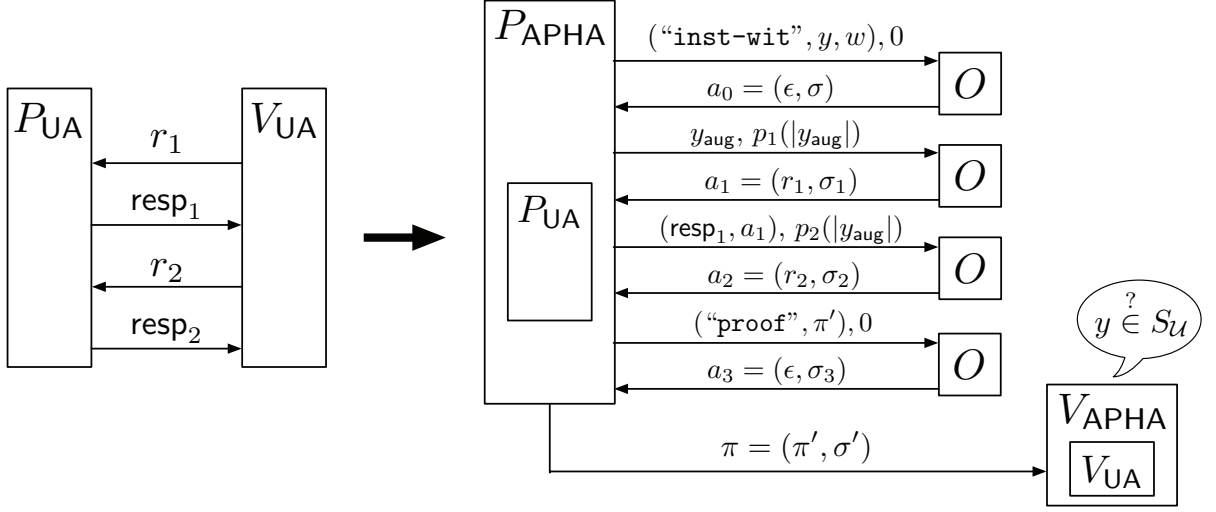 P_UA
V_UA
r_1
resp_1
r_2
resp_2
P_APHA
P_UA
(“inst-wit”, y, w), 0
a_0 = (ϵ, σ)
O
y_aug, p_1(|y_aug|)
a_1 = (r_1, σ_1)
O
(resp_1, a_1), p_2(|y_aug|)
a_2 = (r_2, σ_2)
O
(“proof”, π′), 0
a_3 = (ϵ, σ_3)
O
y ∈? S_𝒰
π = (π′, σ′)
V_APHA
V_UA